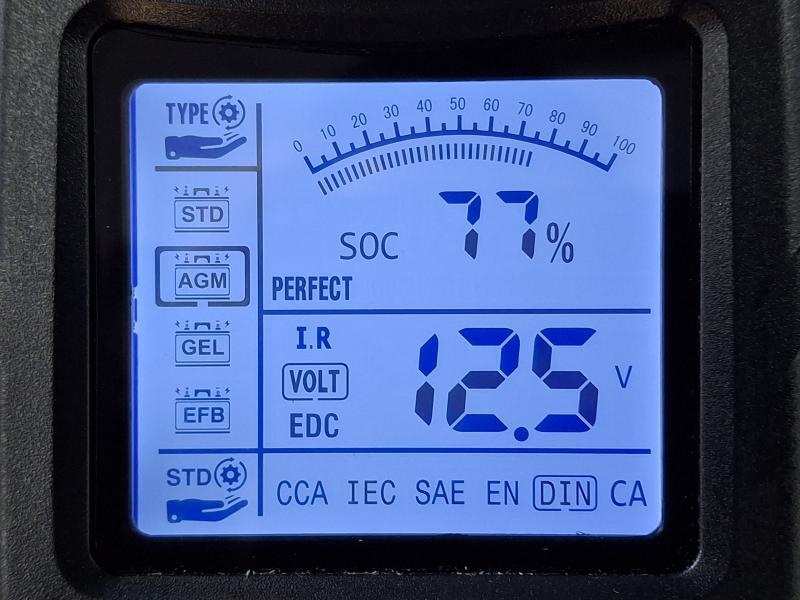 TYPE
STD
AGM
GEL
EFB
STD
0 10 20 30 40 50 60 70 80 90 100
SOC 77%
PERFECT
I.R
VOLT
EDC
12.5 V
CCA IEC SAE EN DIN CA